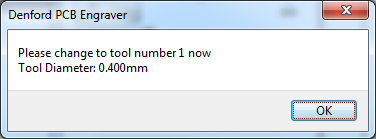 Denford PCB Engraver
Please change to tool number 1 now
Tool Diameter: 0.400mm
OK